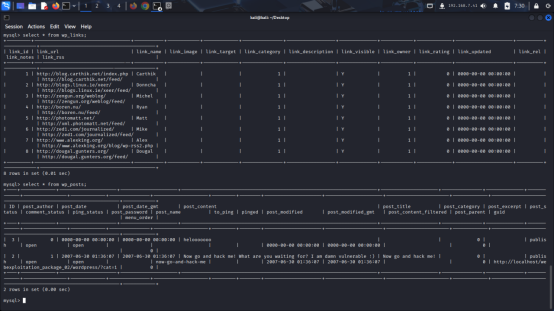 1 2 3 4
192.168.7.12
7:30
kali@kali: ~/Desktop
Session Actions Edit View Help
mysql> select * from wp_links;
| link_id | link_url | link_name | link_image | link_target | link_category | link_description | link_visible | link_owner | link_rating | link_updated | link_rel
| link_notes | link_rss
| 1 | http://blog.carthik.net/index.php | Carthik | | | 1 | | Y | 1 | 0 | 0000-00-00 00:00:00 |
| http://blog.carthik.net/feed/
| 2 | http://blogs.linux.ie/xeer/ | Donncha | | | 1 | | Y | 1 | 0 | 0000-00-00 00:00:00 |
| http://blogs.linux.ie/xeer/feed/
| 3 | http://zengun.org/weblog/ | Michel | | | 1 | | Y | 1 | 0 | 0000-00-00 00:00:00 |
| http://zengun.org/weblog/feed/
| 4 | http://boren.nu/ | Ryan | | | 1 | | Y | 1 | 0 | 0000-00-00 00:00:00 |
| http://boren.nu/feed/
| 5 | http://photomatt.net/ | Matt | | | 1 | | Y | 1 | 0 | 0000-00-00 00:00:00 |
| http://xml.photomatt.net/feed/
| 6 | http://zed1.com/journalized/ | Mike | | | 1 | | Y | 1 | 0 | 0000-00-00 00:00:00 |
| http://zed1.com/journalized/feed/
| 7 | http://www.alexking.org/ | Alex | | | 1 | | Y | 1 | 0 | 0000-00-00 00:00:00 |
| http://www.alexking.org/blog/wp-rss2.php
| 8 | http://dougal.gunters.org/ | Dougal | | | 1 | | Y | 1 | 0 | 0000-00-00 00:00:00 |
| http://dougal.gunters.org/feed/
8 rows in set (0.01 sec)
mysql> select * from wp_posts;
| ID | post_author | post_date | post_date_gmt | post_content | post_title | post_category | post_excerpt | post_s
tatus | comment_status | ping_status | post_password | post_name | to_ping | pinged | post_modified | post_modified_gmt | post_content_filtered | post_parent | guid
| menu_order |
| 3 | 0 | 0000-00-00 00:00:00 | 0000-00-00 00:00:00 | | 0 | | publis
h | open | open | | | | | 0000-00-00 00:00:00 | 0000-00-00 00:00:00 | | 0 |
| 0 |
| 2 | 1 | 2007-06-30 01:36:07 | 2007-06-30 01:36:07 | Now go and hack me! What are you waiting for? I am damn vulnerable :) | Now go and hack me! | 0 | | publis
h | open | open | | now-go-and-hack-me | | | 2007-06-30 01:36:07 | 2007-06-30 01:36:07 | | 0 | http://localhost/we
bexploitation_package_02/wordpress/?cat=1 | 0 |
2 rows in set (0.00 sec)
mysql>